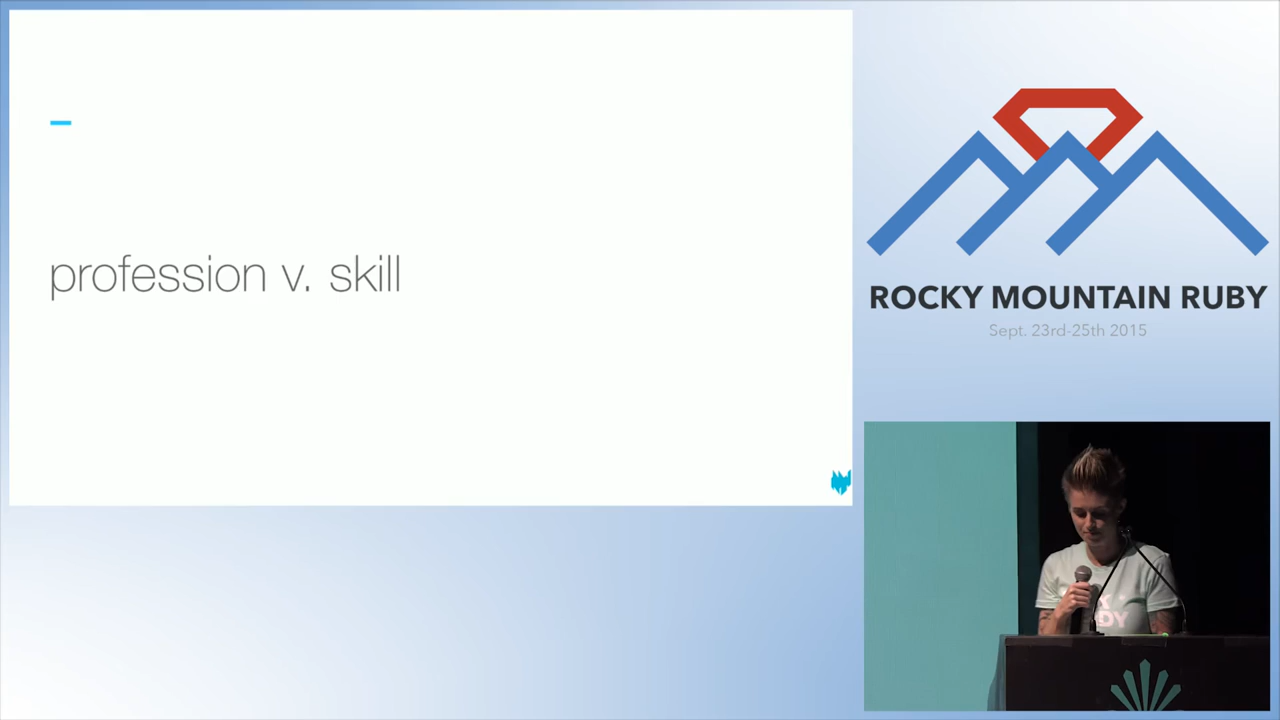 profession v. skill
ROCKY MOUNTAIN RUBY
Sept. 23rd-25th 2015